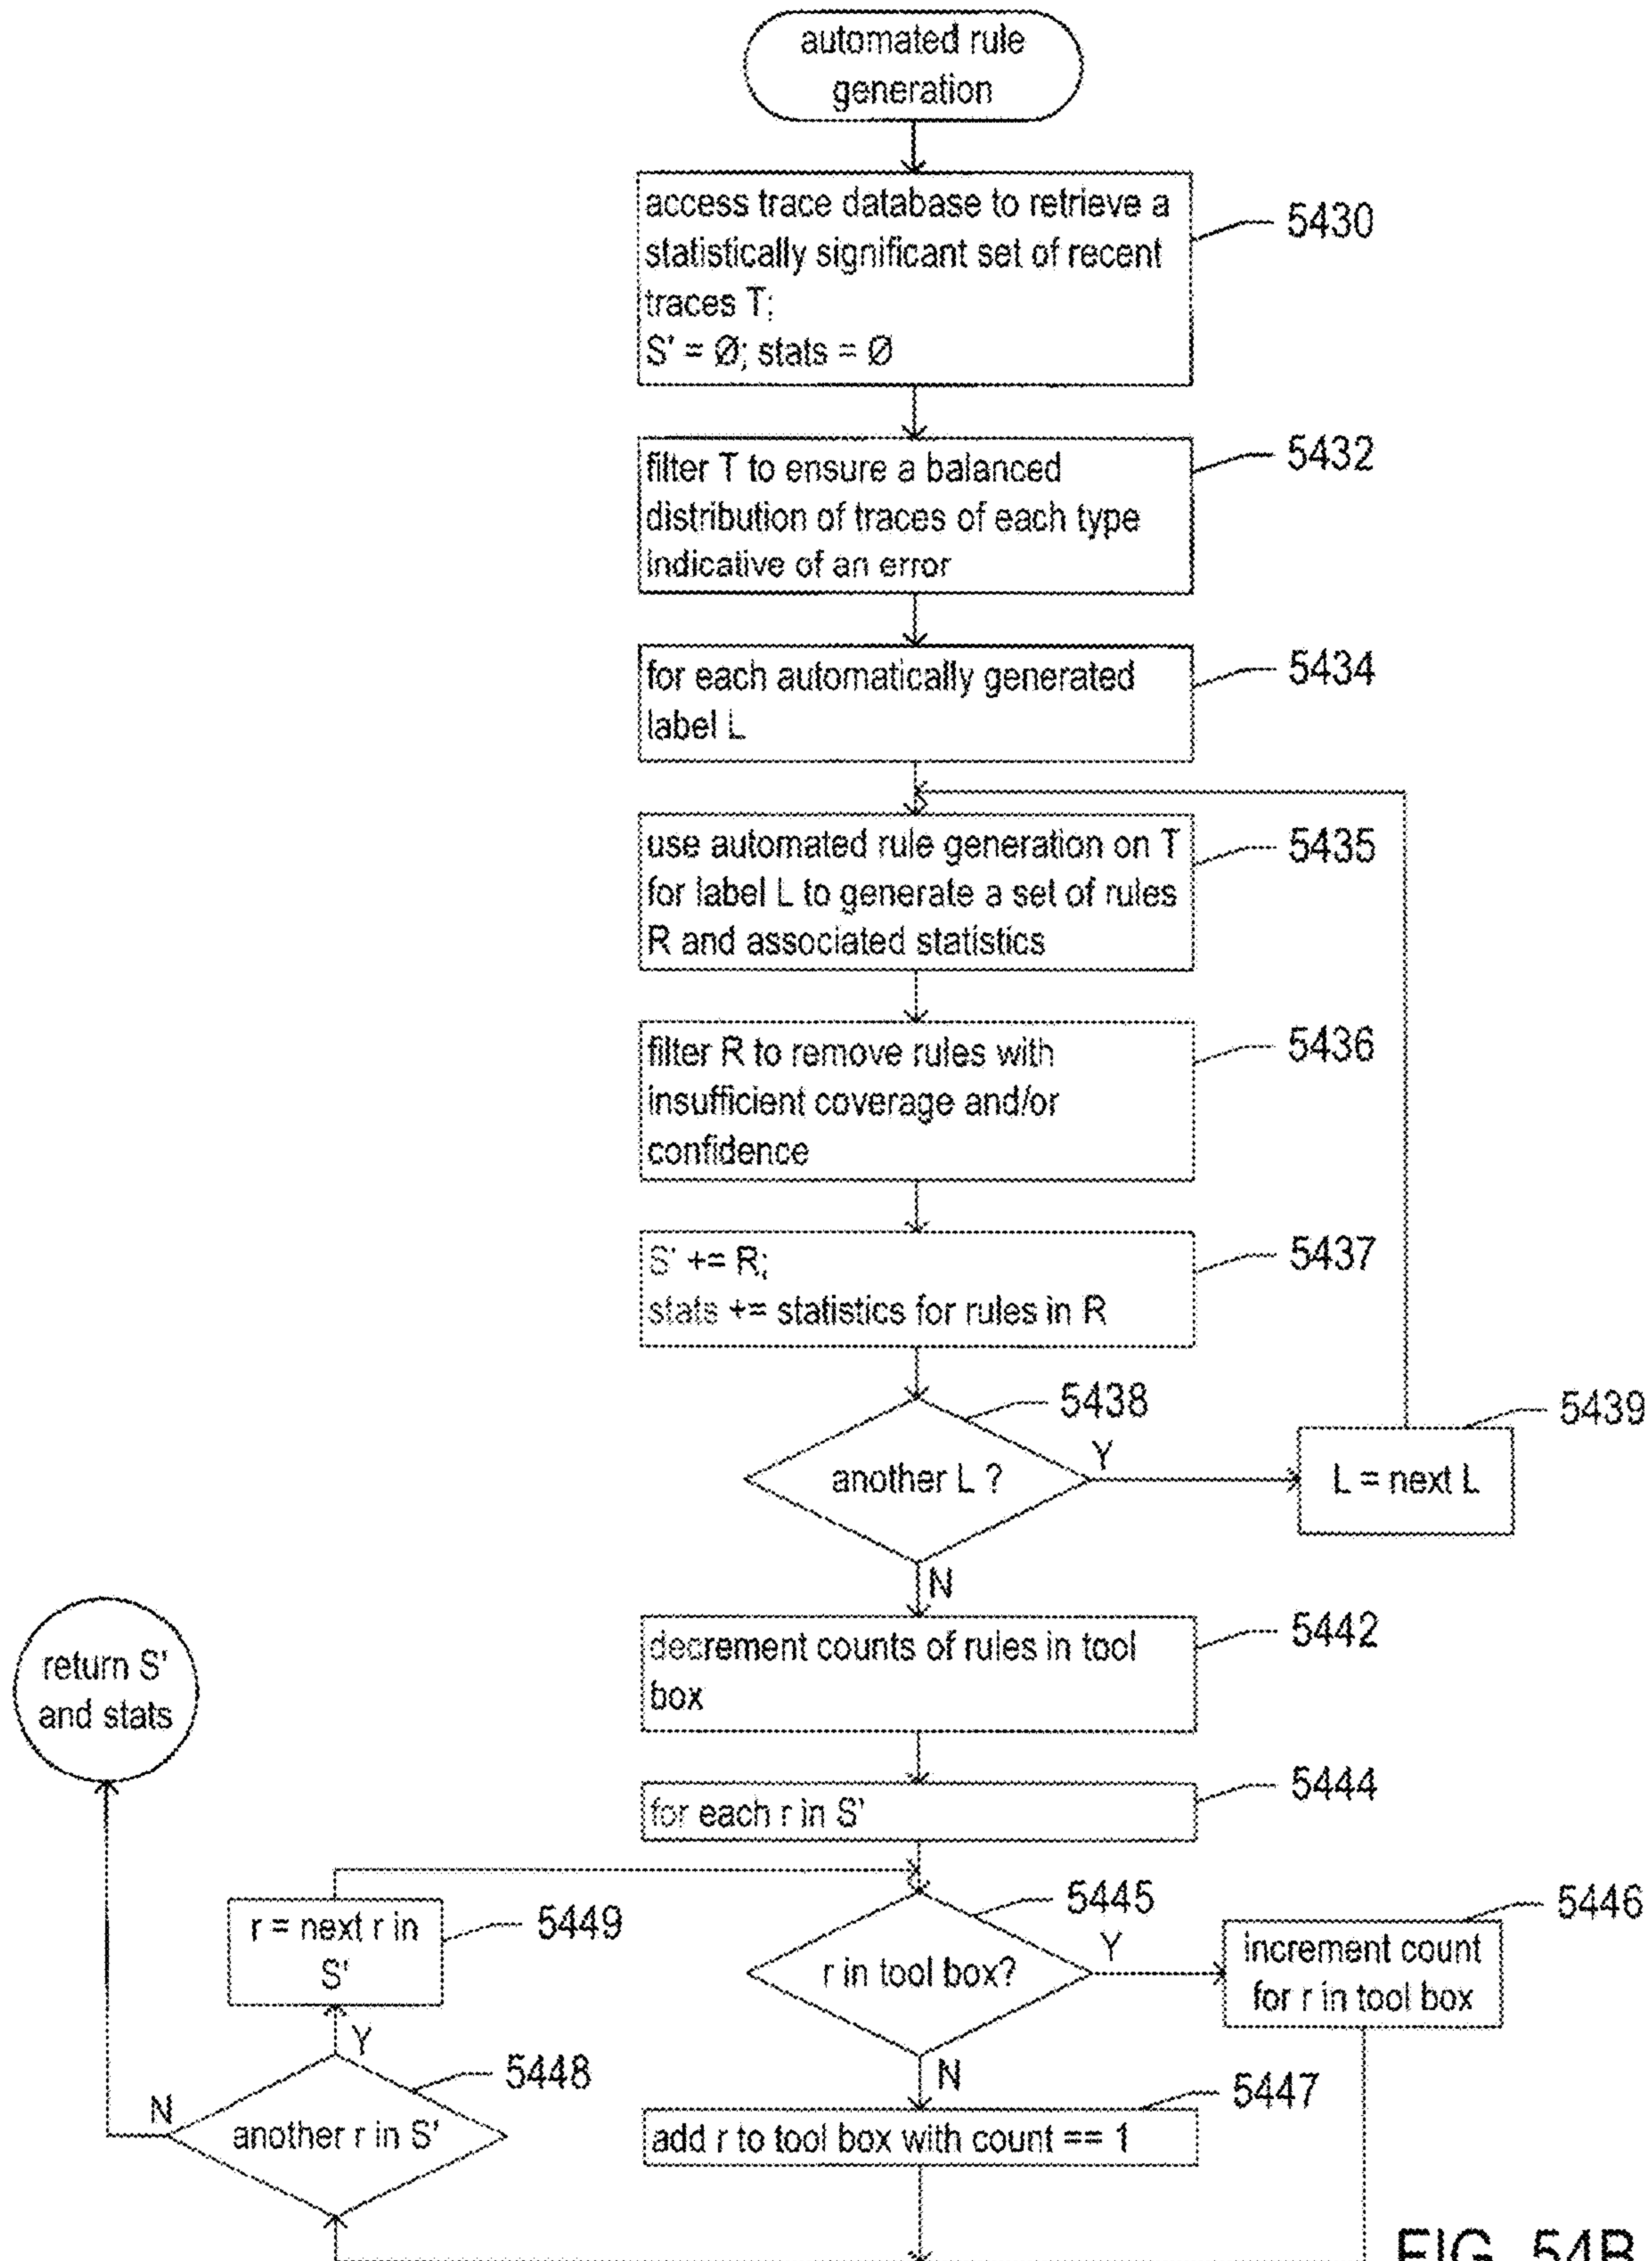 automated rule
generation
access trace database to retrieve a
statistically significant set of recent
traces T;
S' = Ø; stats = Ø
5430
filter T to ensure a balanced
distribution of traces of each type
indicative of an error
5432
for each automatically generated
label L
5434
use automated rule generation on T
for label L to generate a set of rules
R and associated statistics
5435
filter R to remove rules with
insufficient coverage and/or
confidence
5436
S' += R;
stats += statistics for rules in R
5437
another L ?
5438
Y
L = next L
5439
N
decrement counts of rules in tool
box
5442
return S'
and stats
for each r in S'
5444
r = next r in
S'
5449
r in tool box?
5445
Y
increment count
for r in tool box
5446
Y
N
another r in S'
5448
N
add r to tool box with count == 1
5447
FIG. 54B